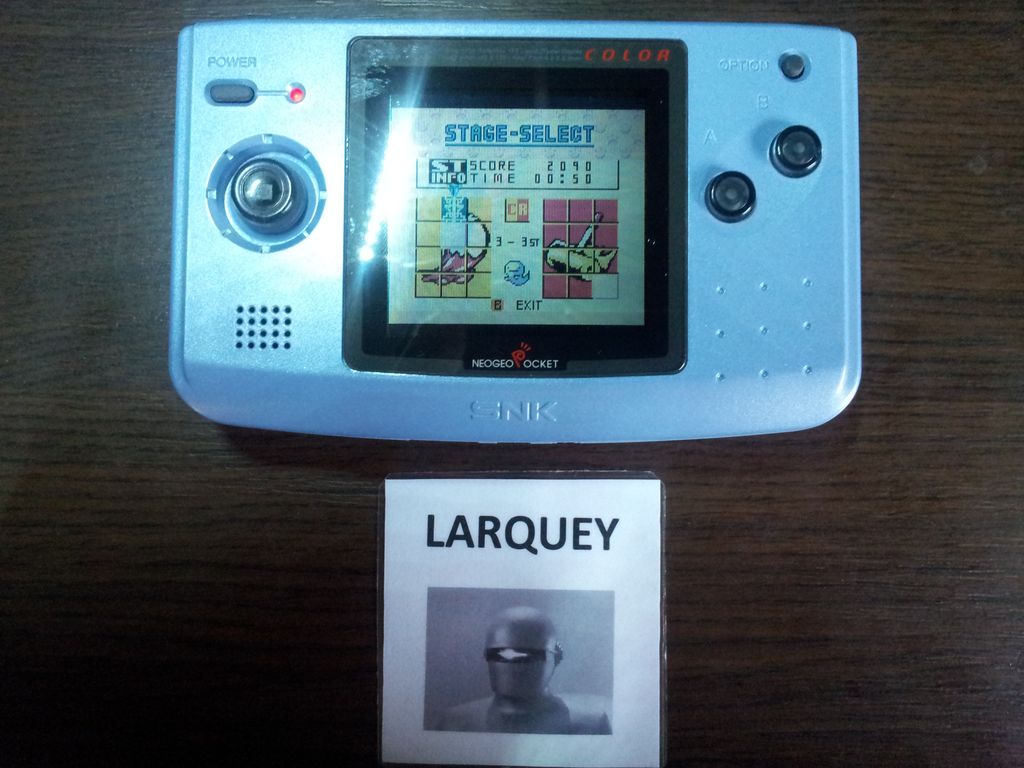 POWER
COLOR
OPTION
B
A
STAGE-SELECT
ST INFO
SCORE 2090
TIME 00:50
3-3ST
B EXIT
NEOGEO POCKET
SNK
LARQUEY